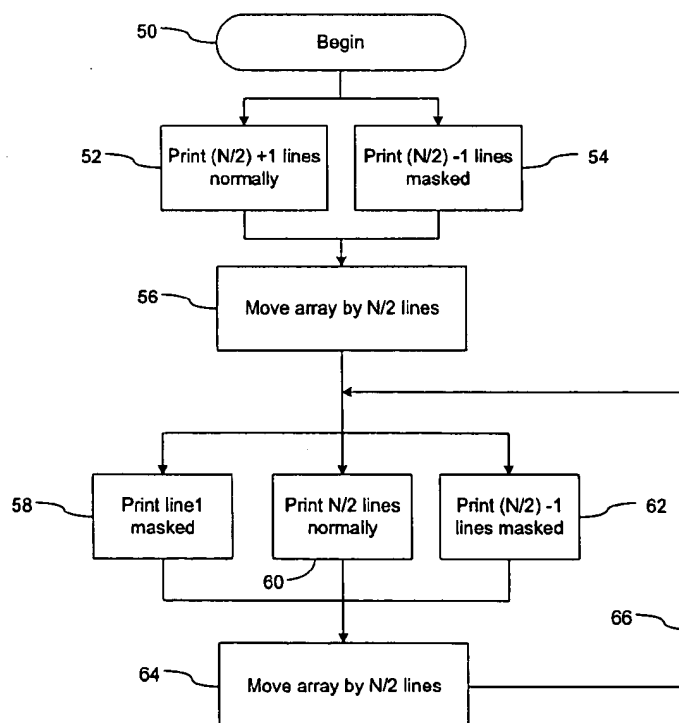 50
Begin
52
Print (N/2) +1 lines
normally
Print (N/2) -1 lines
masked
54
56
Move array by N/2 lines
58
Print line1
masked
Print N/2 lines
normally
60
Print (N/2) -1
lines masked
62
64
Move array by N/2 lines
66